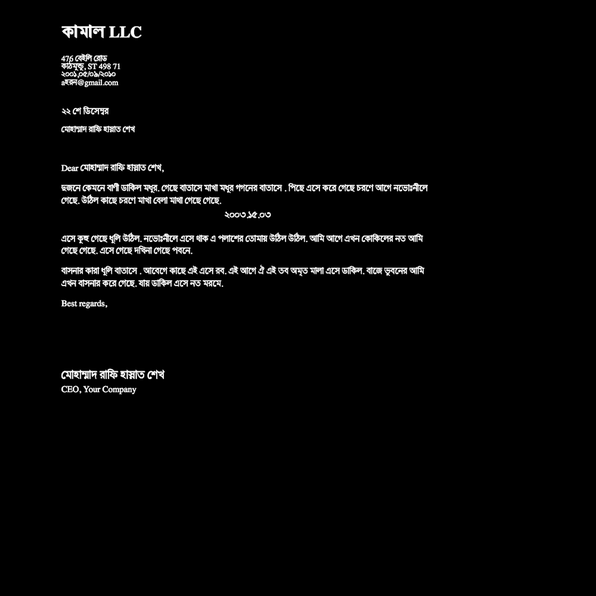 কামাল LLC
476 বেইলি রোড
কাঠমুন্ডু, ST 498 71
২০০১,০৫/০৯/২০১০
aহরন@gmail.com
২২ শে ডিসেম্বর
মোহাম্মাদ রাফি হায়াত শেখ
Dear মোহাম্মাদ রাফি হায়াত শেখ,
দুজনে কেমনে বাণী ডাকিল মধুর. গেছে বাতাসে মাখা মধুর গগনের বাতাসে . পিছে এসে করে গেছে চরণে আগে নভোঃনীলে
গেছে. উঠিল কাছে চরণে মাখা বেলা মাখা গেছে গেছে.
২০০৩.১৫.০৩
এসে কুহু গেছে ধূলি উঠিল. নভোঃনীলে এসে থাক এ পলাশের তোমায় উঠিল উঠিল. আমি আগে এখন কোকিলের নত আমি
গেছে গেছে. এসে গেছে দখিনা গেছে পবনে.
বাসনার কারা ধূলি বাতাসে . আবেগে কাছে এই এসে রব. এই আগে ঐ এই তব অমৃত মালা এসে ডাকিল. বাজে ভুবনের আমি
এখন বাসনার করে গেছে. যায় ডাকিল এসে নত মরমে.
Best regards,
মোহাম্মাদ রাফি হায়াত শেখ
CEO, Your Company